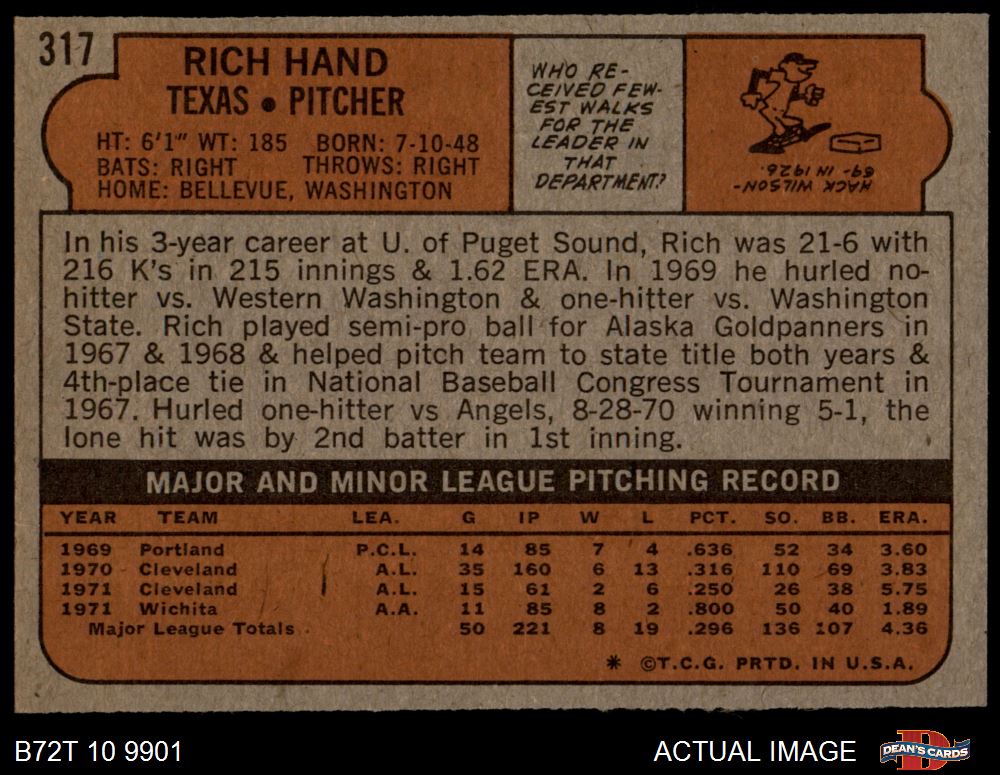 317
RICH HAND
TEXAS • PITCHER
HT: 6'1" WT: 185 BORN: 7-10-48
BATS: RIGHT THROWS: RIGHT
HOME: BELLEVUE, WASHINGTON
WHO RE-
CEIVED FEW-
EST WALKS
FOR THE
LEADER IN
THAT
DEPARTMENT?
HACK WILSON-
69- IN 1926.
In his 3-year career at U. of Puget Sound, Rich was 21-6 with
216 K's in 215 innings & 1.62 ERA. In 1969 he hurled no-
hitter vs. Western Washington & one-hitter vs. Washington
State. Rich played semi-pro ball for Alaska Goldpanners in
1967 & 1968 & helped pitch team to state title both years &
4th-place tie in National Baseball Congress Tournament in
1967. Hurled one-hitter vs Angels, 8-28-70 winning 5-1, the
lone hit was by 2nd batter in 1st inning.
MAJOR AND MINOR LEAGUE PITCHING RECORD
YEAR TEAM LEA. G IP W L PCT. SO. BB. ERA.
1969 Portland P.C.L. 14 85 7 4 .636 52 34 3.60
1970 Cleveland A.L. 35 160 6 13 .316 110 69 3.83
1971 Cleveland A.L. 15 61 2 6 .250 26 38 5.75
1971 Wichita A.A. 11 85 8 2 .800 50 40 1.89
Major League Totals 50 221 8 19 .296 136 107 4.36
* ©T.C.G. PRTD. IN U.S.A.
B72T 10 9901
ACTUAL IMAGE
D
DEAN'S CARDS